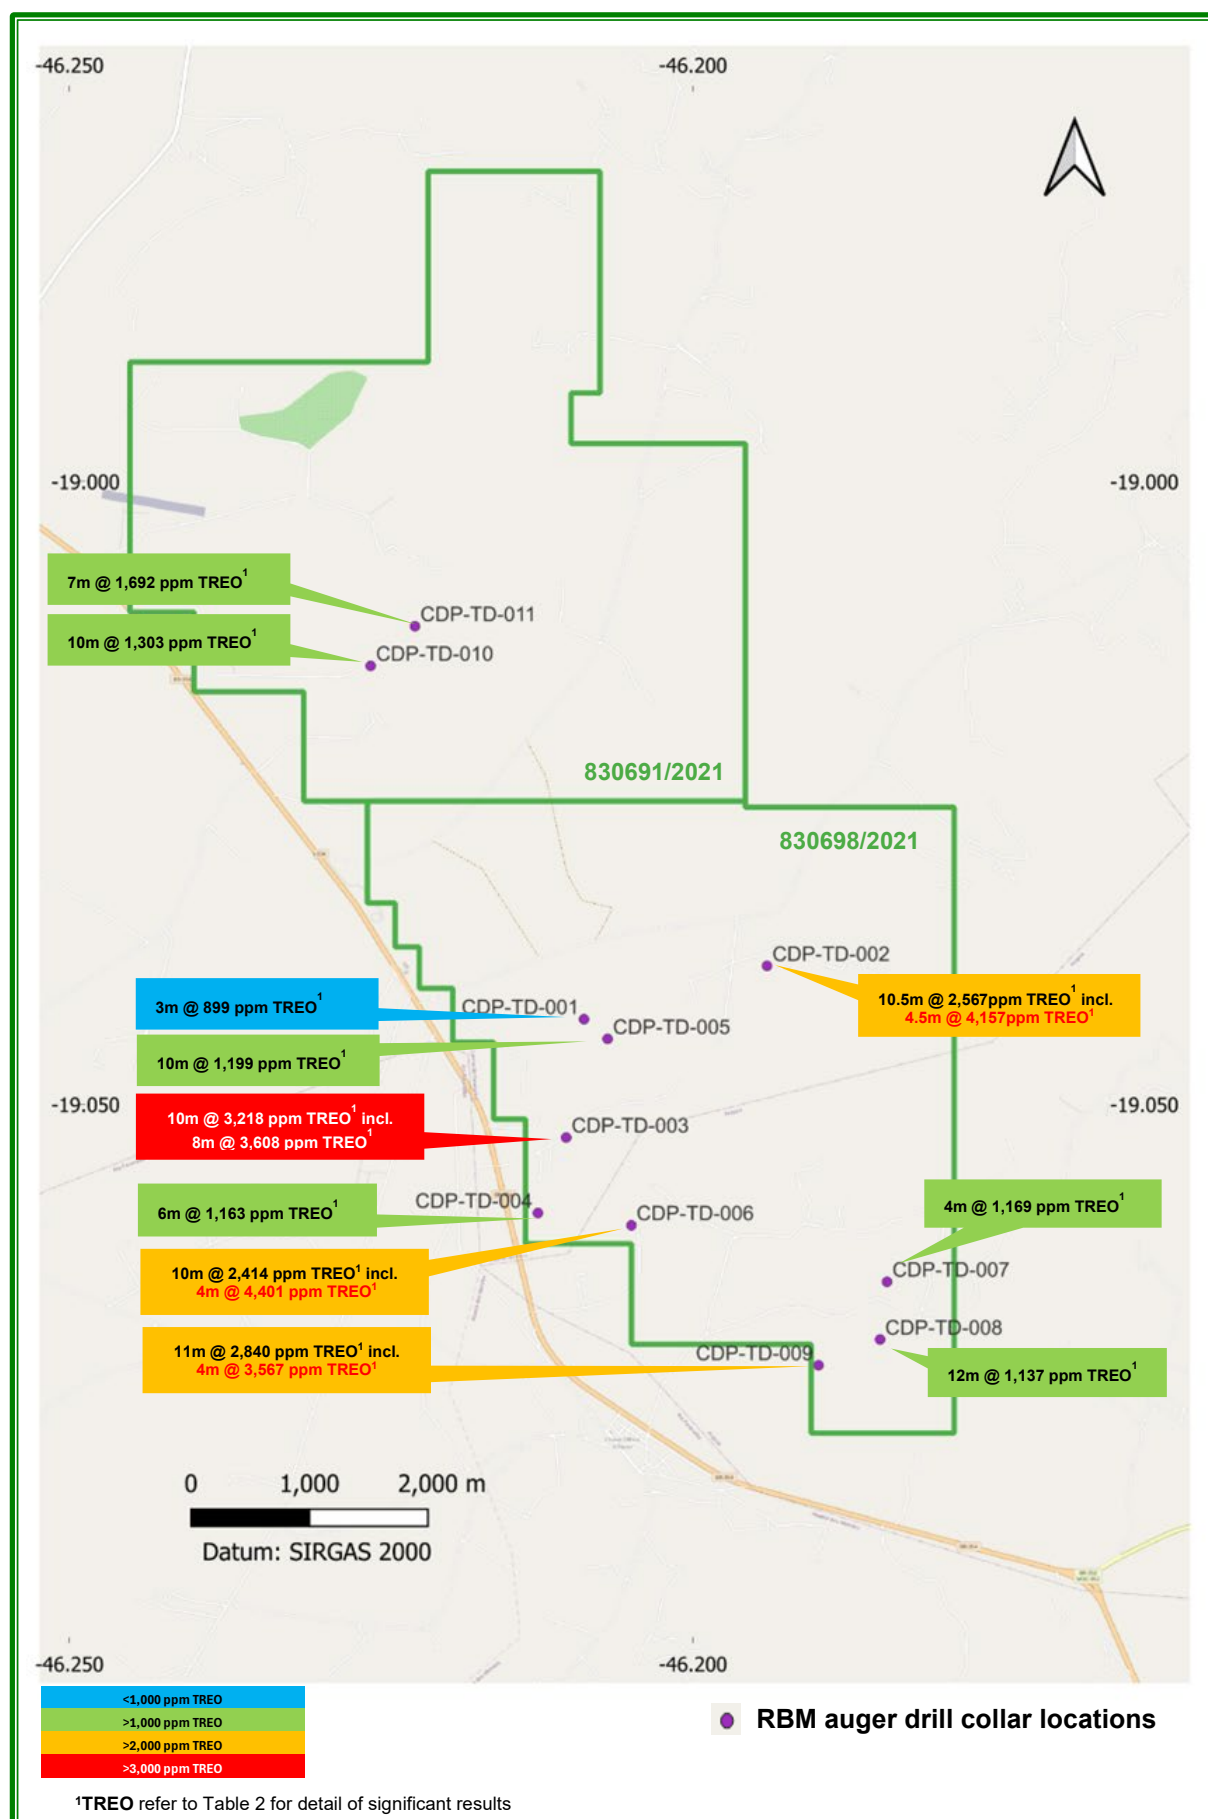 -46.250
-46.200
-19.000
-19.000
7m @ 1,692 ppm TREO¹
CDP-TD-011
10m @ 1,303 ppm TREO¹
CDP-TD-010
830691/2021
830698/2021
CDP-TD-002
10.5m @ 2,567ppm TREO¹ incl.
4.5m @ 4,157ppm TREO¹
3m @ 899 ppm TREO¹
CDP-TD-001
CDP-TD-005
10m @ 1,199 ppm TREO¹
-19.050
-19.050
10m @ 3,218 ppm TREO¹ incl.
8m @ 3,608 ppm TREO¹
CDP-TD-003
6m @ 1,163 ppm TREO¹
CDP-TD-004
CDP-TD-006
4m @ 1,169 ppm TREO¹
10m @ 2,414 ppm TREO¹ incl.
4m @ 4,401 ppm TREO¹
CDP-TD-007
CDP-TD-008
11m @ 2,840 ppm TREO¹ incl.
4m @ 3,567 ppm TREO¹
CDP-TD-009
12m @ 1,137 ppm TREO¹
0 1,000 2,000 m
Datum: SIRGAS 2000
-46.250
-46.200
<1,000 ppm TREO
>1,000 ppm TREO
>2,000 ppm TREO
>3,000 ppm TREO
RBM auger drill collar locations
¹TREO refer to Table 2 for detail of significant results